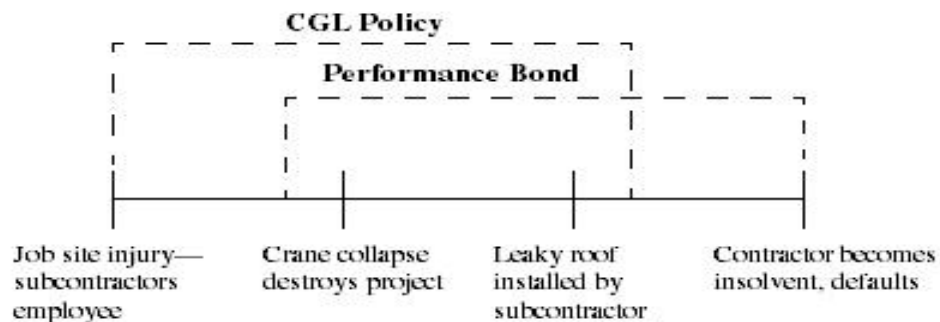 CGL Policy
Performance Bond
Job site injury—
subcontractors
employee
Crane collapse
destroys project
Leaky roof
installed by
subcontractor
Contractor becomes
insolvent, defaults